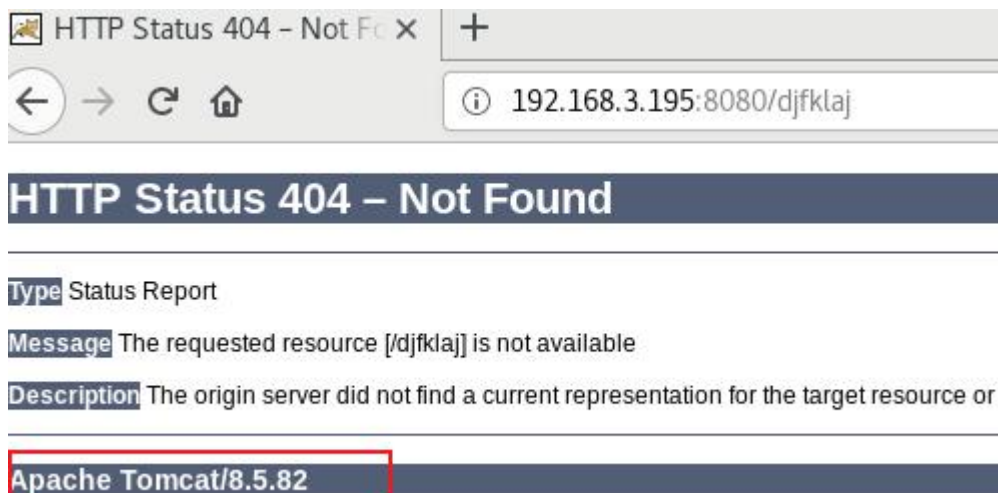 HTTP Status 404 – Not Fo
192.168.3.195:8080/djfklaj
HTTP Status 404 – Not Found
Type Status Report
Message The requested resource [/djfklaj] is not available
Description The origin server did not find a current representation for the target resource or
Apache Tomcat/8.5.82